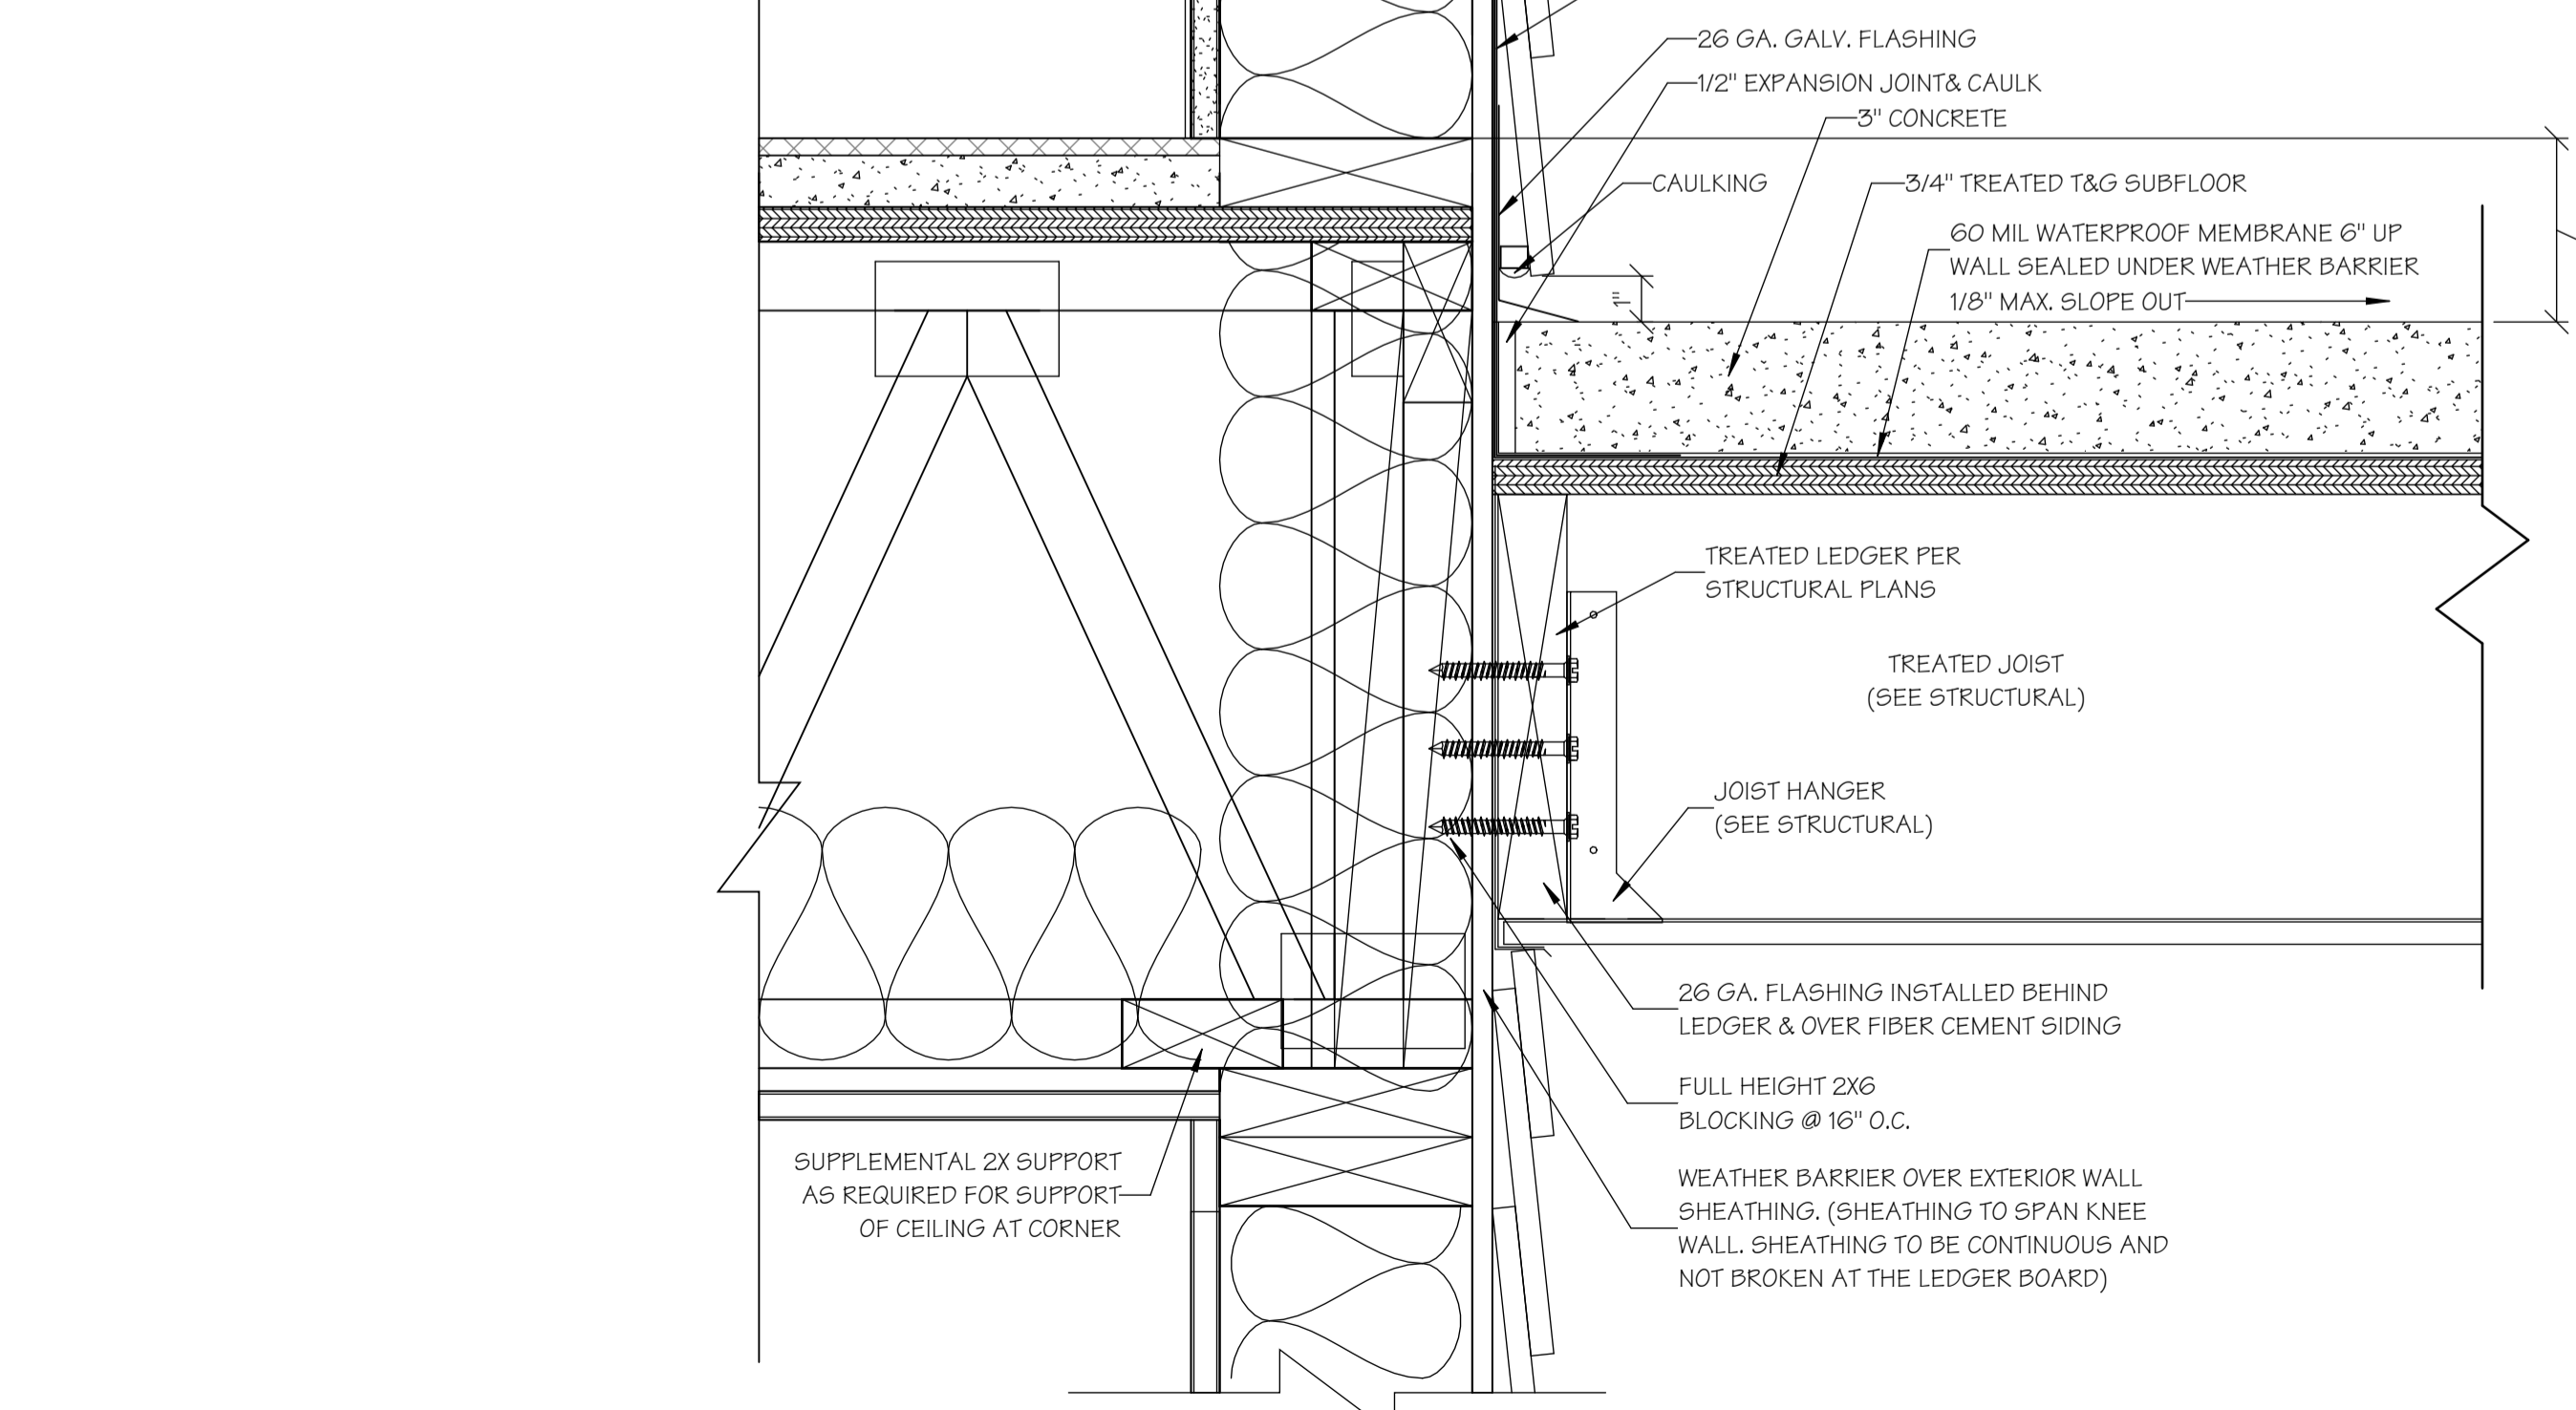 26 GA. GALV. FLASHING
1/2" EXPANSION JOINT& CAULK
3" CONCRETE
CAULKING
3/4" TREATED T&G SUBFLOOR
60 MIL WATERPROOF MEMBRANE 6" UP
WALL SEALED UNDER WEATHER BARRIER
1/8" MAX. SLOPE OUT
1"
TREATED LEDGER PER
STRUCTURAL PLANS
TREATED JOIST
(SEE STRUCTURAL)
JOIST HANGER
(SEE STRUCTURAL)
26 GA. FLASHING INSTALLED BEHIND
LEDGER & OVER FIBER CEMENT SIDING
FULL HEIGHT 2X6
BLOCKING @ 16" O.C.
SUPPLEMENTAL 2X SUPPORT
AS REQUIRED FOR SUPPORT
OF CEILING AT CORNER
WEATHER BARRIER OVER EXTERIOR WALL
SHEATHING. (SHEATHING TO SPAN KNEE
WALL. SHEATHING TO BE CONTINUOUS AND
NOT BROKEN AT THE LEDGER BOARD)